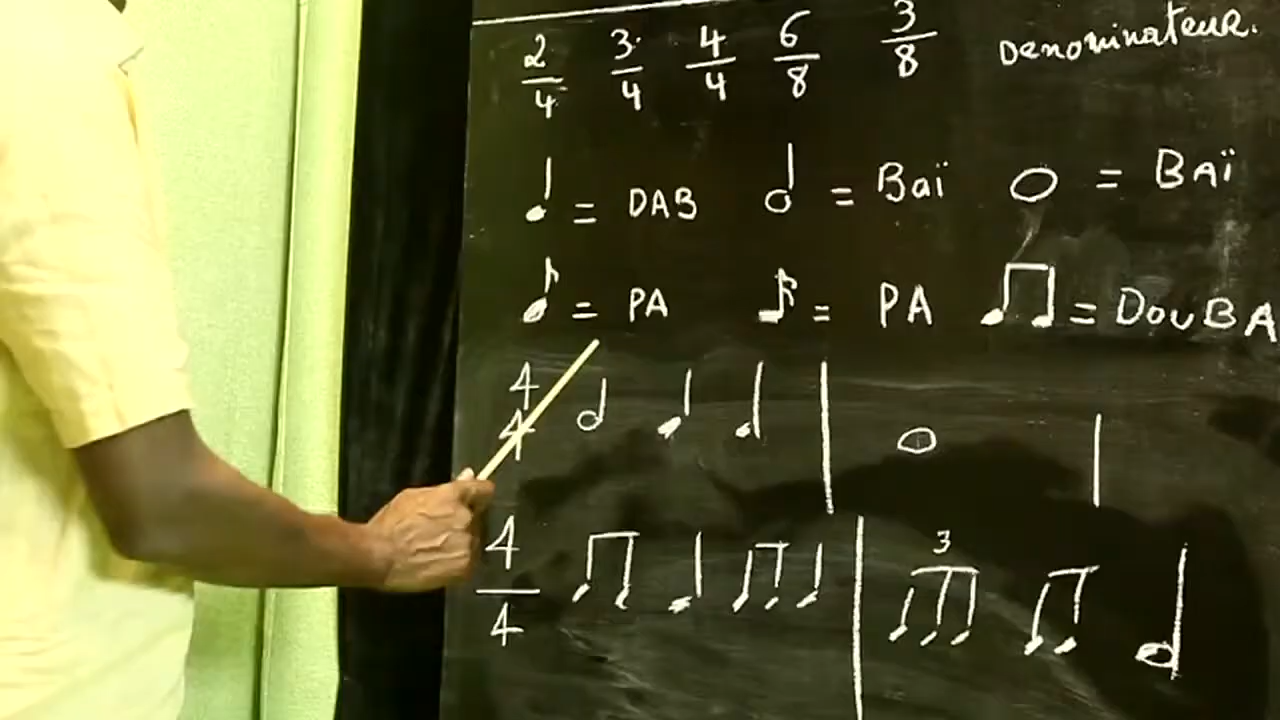 2/4 3/4 4/4 6/8 3/8 Denominateur.
= DAB = Baï = BAÏ
= PA = PA = DouBA
4/4
3
4/4